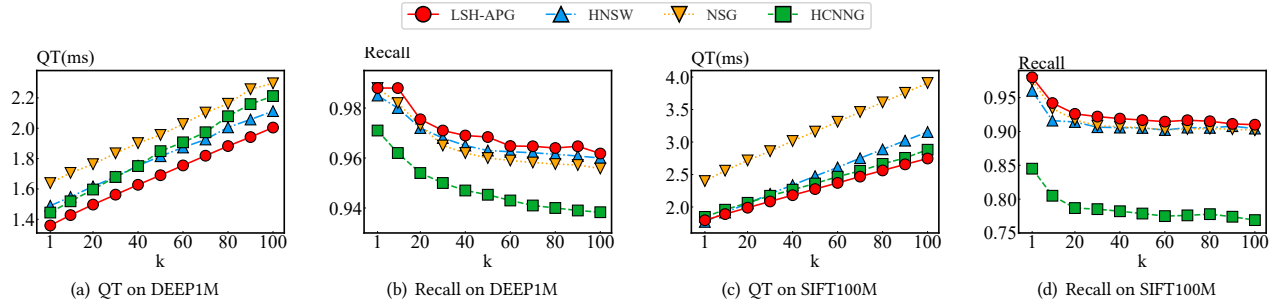 LSH-APG HNSW NSG HCNNG
QT(ms)
2.2
2.0
1.8
1.6
1.4
1 20 40 60 80 100
k
(a) QT on DEEP1M
Recall
0.98
0.96
0.94
1 20 40 60 80 100
k
(b) Recall on DEEP1M
QT(ms)
4.0
3.5
3.0
2.5
2.0
1 20 40 60 80 100
k
(c) QT on SIFT100M
Recall
0.95
0.90
0.85
0.80
0.75
1 20 40 60 80 100
k
(d) Recall on SIFT100M